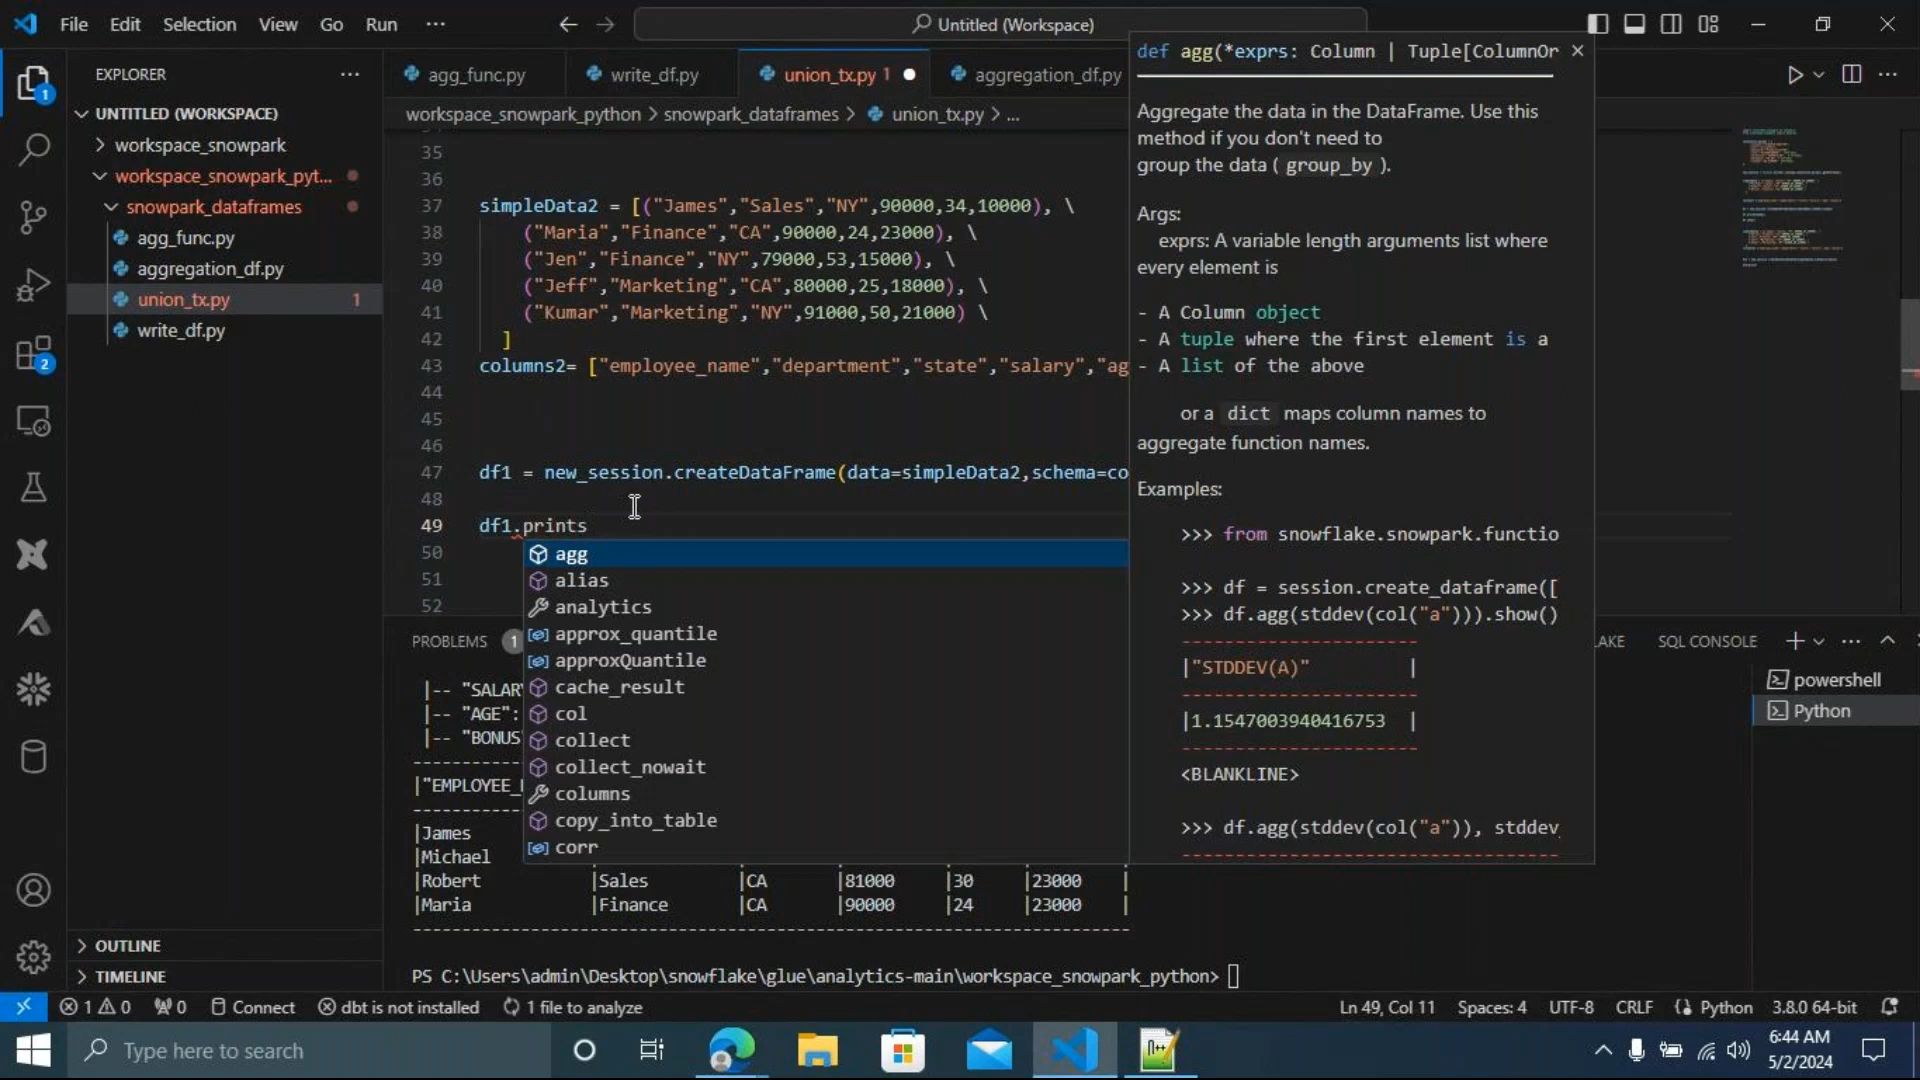 File Edit Selection View Go Run ··· Untitled (Workspace)
EXPLORER ···
UNTITLED (WORKSPACE)
workspace_snowpark
workspace_snowpark_pyt...
snowpark_dataframes
agg_func.py
aggregation_df.py
union_tx.py 1
write_df.py
OUTLINE
TIMELINE
1
2
agg_func.py write_df.py union_tx.py 1 aggregation_df.py
workspace_snowpark_python > snowpark_dataframes > union_tx.py > ...
35
36
37 simpleData2 = [("James","Sales","NY",90000,34,10000), \
38 ("Maria","Finance","CA",90000,24,23000), \
39 ("Jen","Finance","NY",79000,53,15000), \
40 ("Jeff","Marketing","CA",80000,25,18000), \
41 ("Kumar","Marketing","NY",91000,50,21000) \
42 ]
43 columns2= ["employee_name","department","state","salary","ag
44
45
46
47 df1 = new_session.createDataFrame(data=simpleData2,schema=co
48
49 df1.prints
50
51
52
agg
alias
analytics
approx_quantile
approxQuantile
cache_result
col
collect
collect_nowait
columns
copy_into_table
corr
def agg(*exprs: Column | Tuple[ColumnOr
Aggregate the data in the DataFrame. Use this
method if you don't need to
group the data ( group_by ).
Args:
exprs: A variable length arguments list where
every element is
- A Column object
- A tuple where the first element is a
- A list of the above
or a dict maps column names to
aggregate function names.
Examples:
>>> from snowflake.snowpark.functio
>>> df = session.create_dataframe([
>>> df.agg(stddev(col("a"))).show()
---------------------
|"STDDEV(A)" |
---------------------
|1.1547003940416753 |
---------------------
<BLANKLINE>
>>> df.agg(stddev(col("a")), stddev
PROBLEMS 1 LAKE SQL CONSOLE
powershell
Python
|-- "SALARY
|-- "AGE":
|-- "BONUS"
|"EMPLOYEE_
|James
|Michael
|Robert |Sales |CA |81000 |30 |23000 |
|Maria |Finance |CA |90000 |24 |23000 |
PS C:\Users\admin\Desktop\snowflake\glue\analytics-main\workspace_snowpark_python>
1 0 0 Connect dbt is not installed 1 file to analyze Ln 49, Col 11 Spaces: 4 UTF-8 CRLF Python 3.8.0 64-bit
Type here to search
6:44 AM
5/2/2024